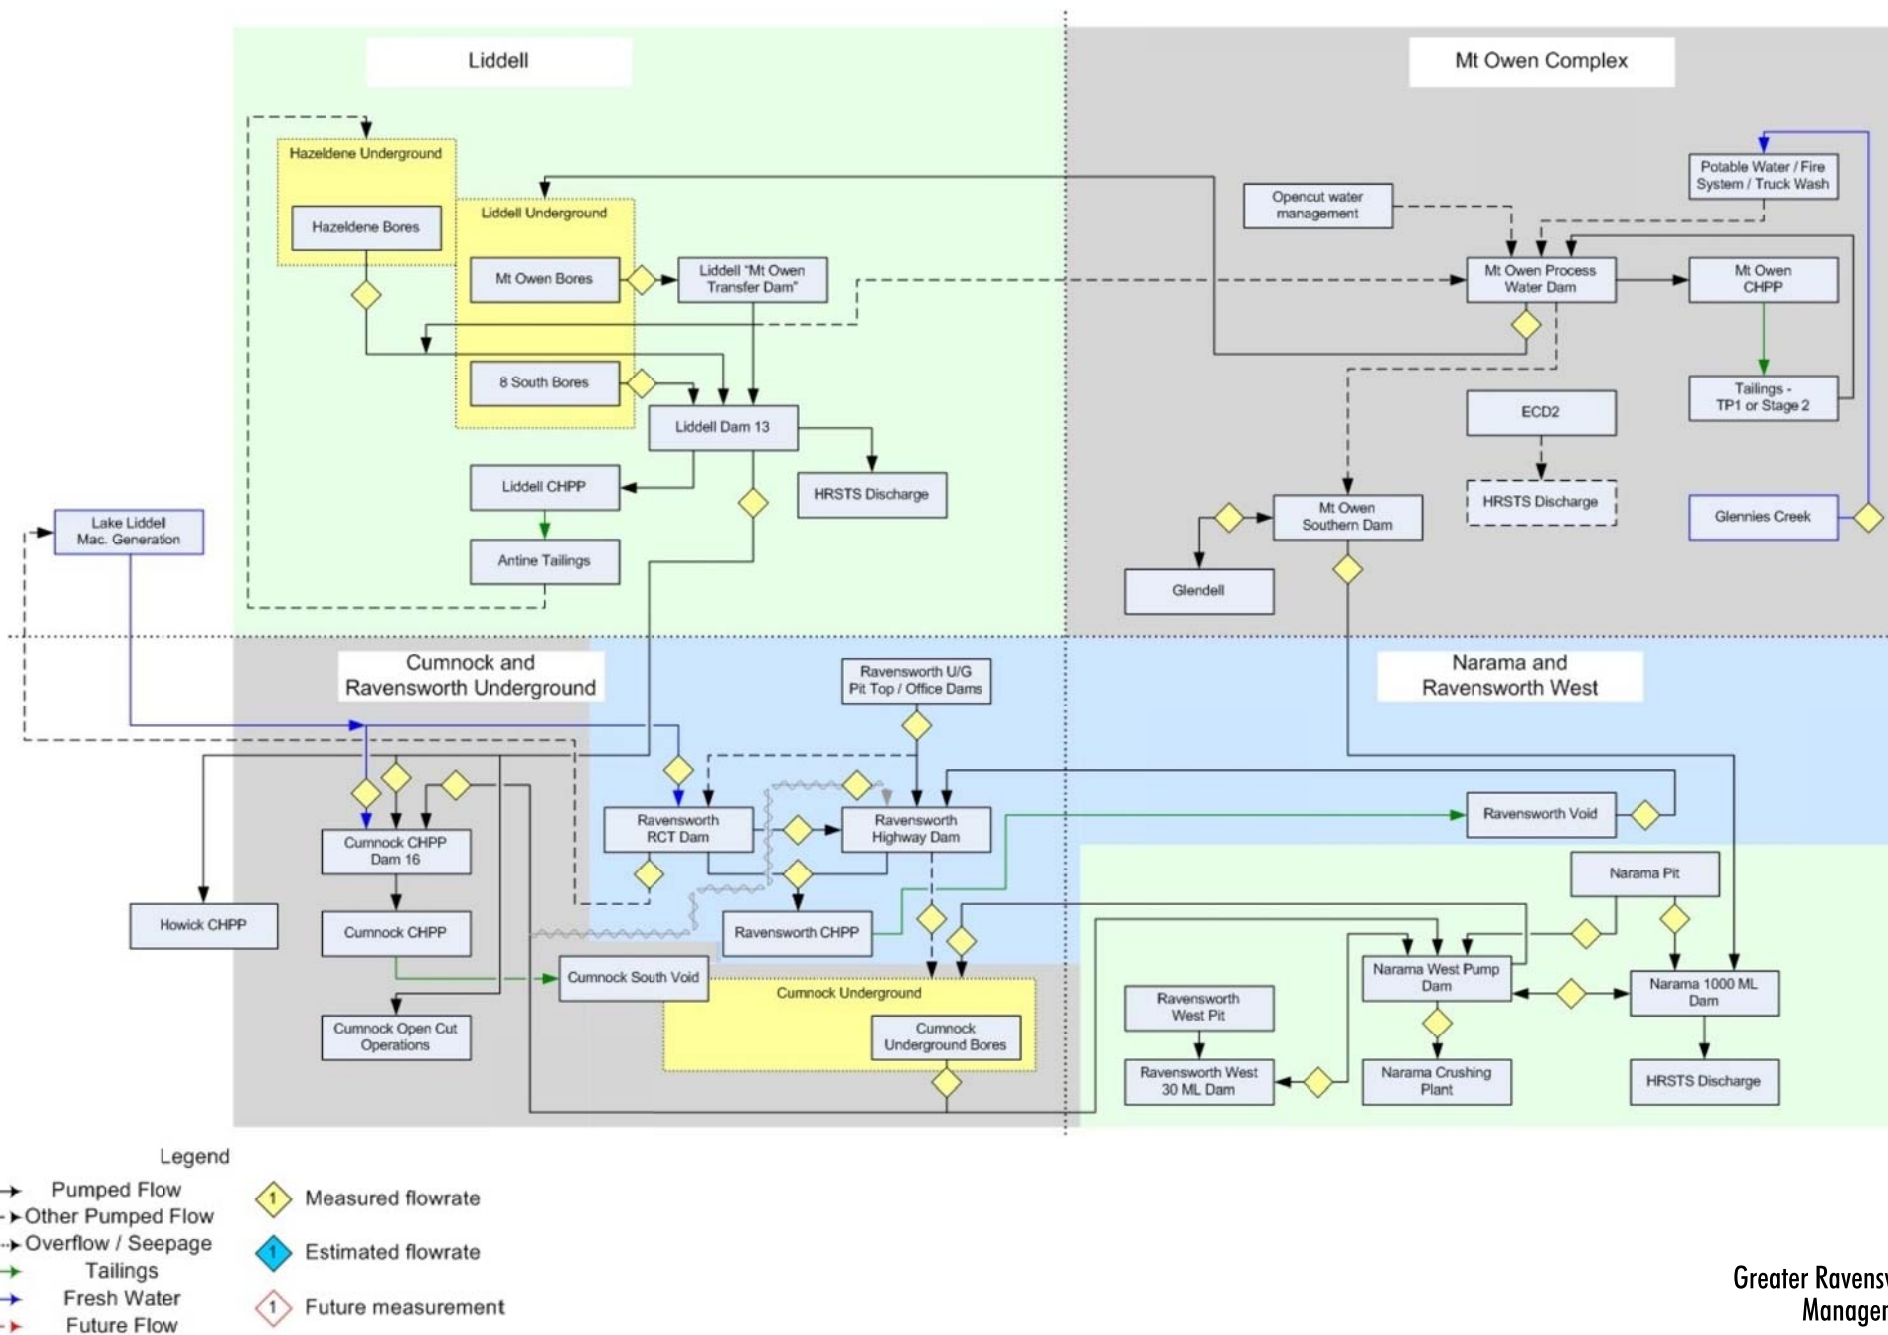 Liddell
Mt Owen Complex
Hazeldene Underground
Hazeldene Bores
Liddell Underground
Mt Owen Bores
Liddell "Mt Owen
Transfer Dam"
8 South Bores
Liddell Dam 13
Liddell CHPP
HRSTS Discharge
Antine Tailings
Lake Liddel
Mac. Generation
Opencut water
management
Potable Water / Fire
System / Truck Wash
Mt Owen Process
Water Dam
Mt Owen
CHPP
Tailings -
TP1 or Stage 2
ECD2
HRSTS Discharge
Glennies Creek
Mt Owen
Southern Dam
Glendell
Cumnock and
Ravensworth Underground
Ravensworth U/G
Pit Top / Office Dams
Narama and
Ravensworth West
Ravensworth
RCT Dam
Ravensworth
Highway Dam
Ravensworth Void
Cumnock CHPP
Dam 16
Howick CHPP
Cumnock CHPP
Ravensworth CHPP
Cumnock South Void
Cumnock Underground
Cumnock
Underground Bores
Cumnock Open Cut
Operations
Narama Pit
Narama West Pump
Dam
Narama 1000 ML
Dam
Ravensworth
West Pit
Ravensworth West
30 ML Dam
Narama Crushing
Plant
HRSTS Discharge
Legend
Pumped Flow
Other Pumped Flow
Overflow / Seepage
Tailings
Fresh Water
Future Flow
1 Measured flowrate
1 Estimated flowrate
1 Future measurement
Greater Ravensw
Manager